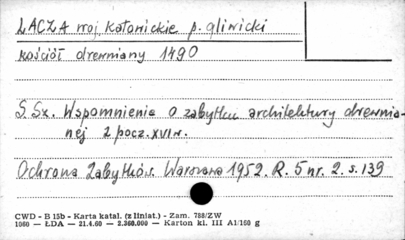 ŁĄCZA woj katowickie p. gliwicki
kościół drewniany 1490
S. Sz. Wspomnienie o zabytku architektury drewnia-
nej z pocz. XVI w.
Ochrona Zabytków. Warszawa 1952. R. 5 nr. 2. s. 139
CWD - B 15b - Karta katal. (z liniat.) - Zam. 788/ZW
1060 — ŁDA — 21.4.60 — 2.360.000 — Karton kl. III A1/160 g